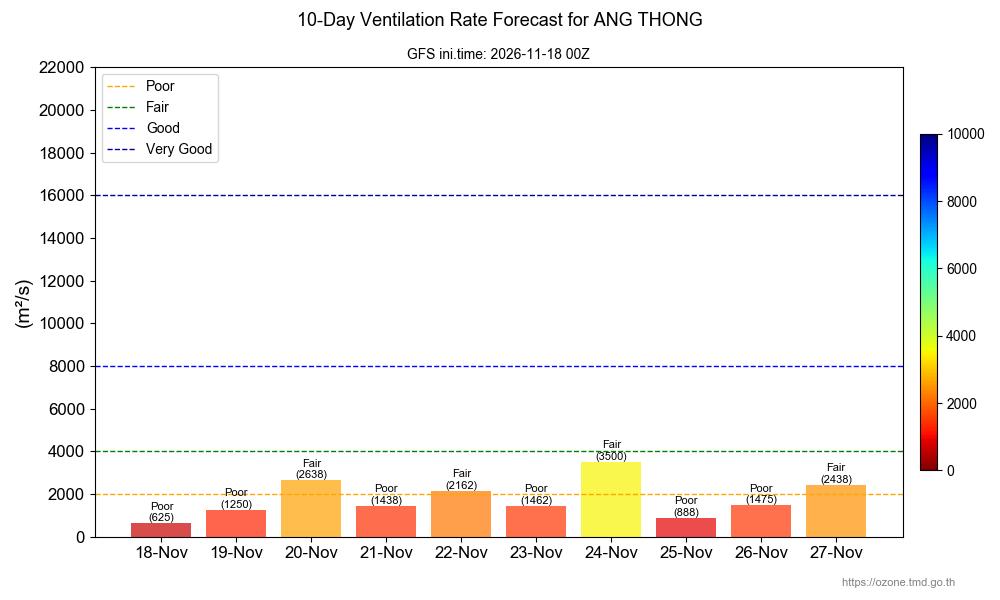 10-Day Ventilation Rate Forecast for ANG THONG
GFS ini.time: 2026-11-18 00Z
(m²/s)
22000
20000
18000
16000
14000
12000
10000
8000
6000
4000
2000
0
Poor
Fair
Good
Very Good
Poor
(625)
Poor
(1250)
Fair
(2638)
Poor
(1438)
Fair
(2162)
Poor
(1462)
Fair
(3500)
Poor
(888)
Poor
(1475)
Fair
(2438)
18-Nov 19-Nov 20-Nov 21-Nov 22-Nov 23-Nov 24-Nov 25-Nov 26-Nov 27-Nov
10000
8000
6000
4000
2000
0
https://ozone.tmd.go.th